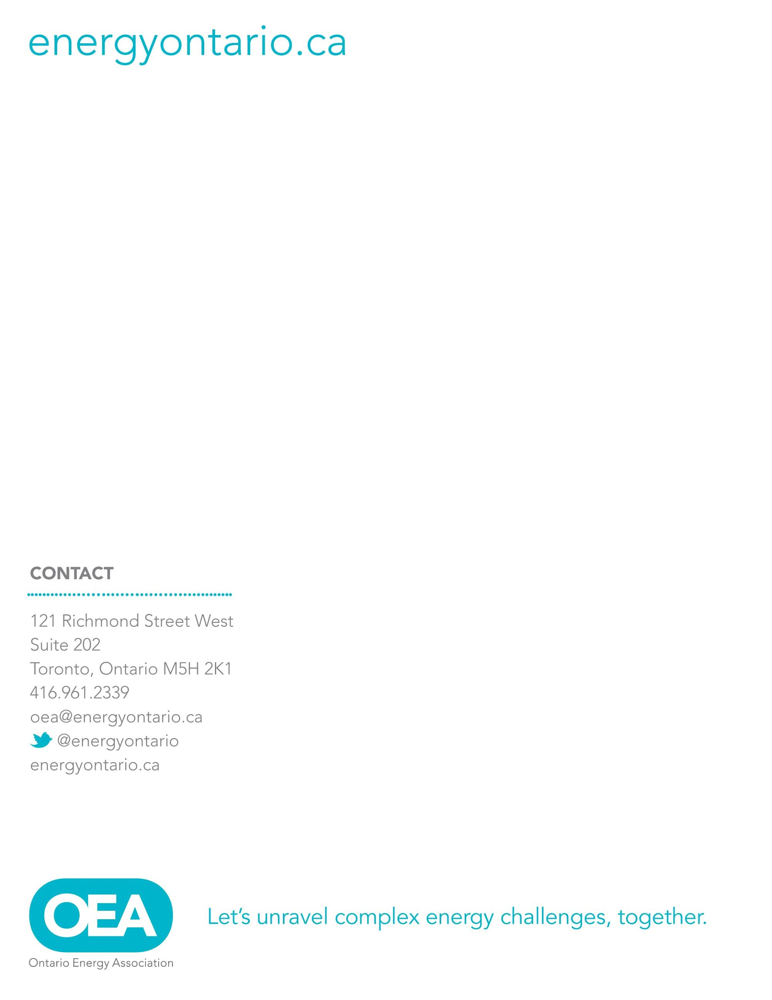 energyontario.ca
CONTACT
121 Richmond Street West
Suite 202
Toronto, Ontario M5H 2K1
416.961.2339
oea@energyontario.ca
@energyontario
energyontario.ca
OEA
Let’s unravel complex energy challenges, together.
Ontario Energy Association